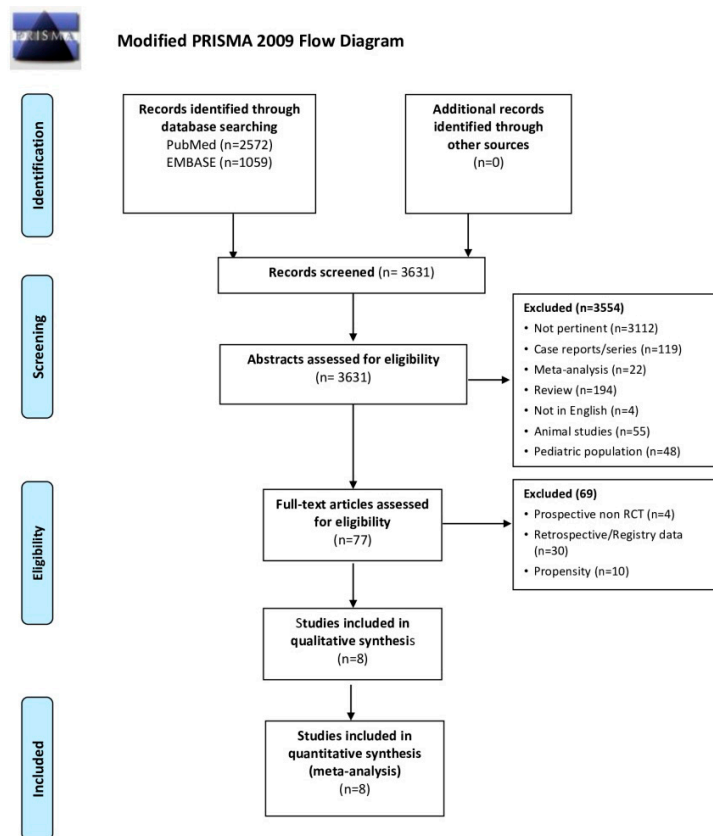 PRISMA
Modified PRISMA 2009 Flow Diagram
Identification
Records identified through
database searching
PubMed (n=2572)
EMBASE (n=1059)
Additional records
identified through
other sources
(n=0)
Records screened (n= 3631)
Screening
Abstracts assessed for eligibility
(n= 3631)
Excluded (n=3554)
• Not pertinent (n=3112)
• Case reports/series (n=119)
• Meta-analysis (n=22)
• Review (n=194)
• Not in English (n=4)
• Animal studies (n=55)
• Pediatric population (n=48)
Eligibility
Full-text articles assessed
for eligibility
(n=77)
Excluded (69)
• Prospective non RCT (n=4)
• Retrospective/Registry data
(n=30)
• Propensity (n=10)
Studies included in
qualitative synthesis
(n=8)
Included
Studies included in
quantitative synthesis
(meta-analysis)
(n=8)